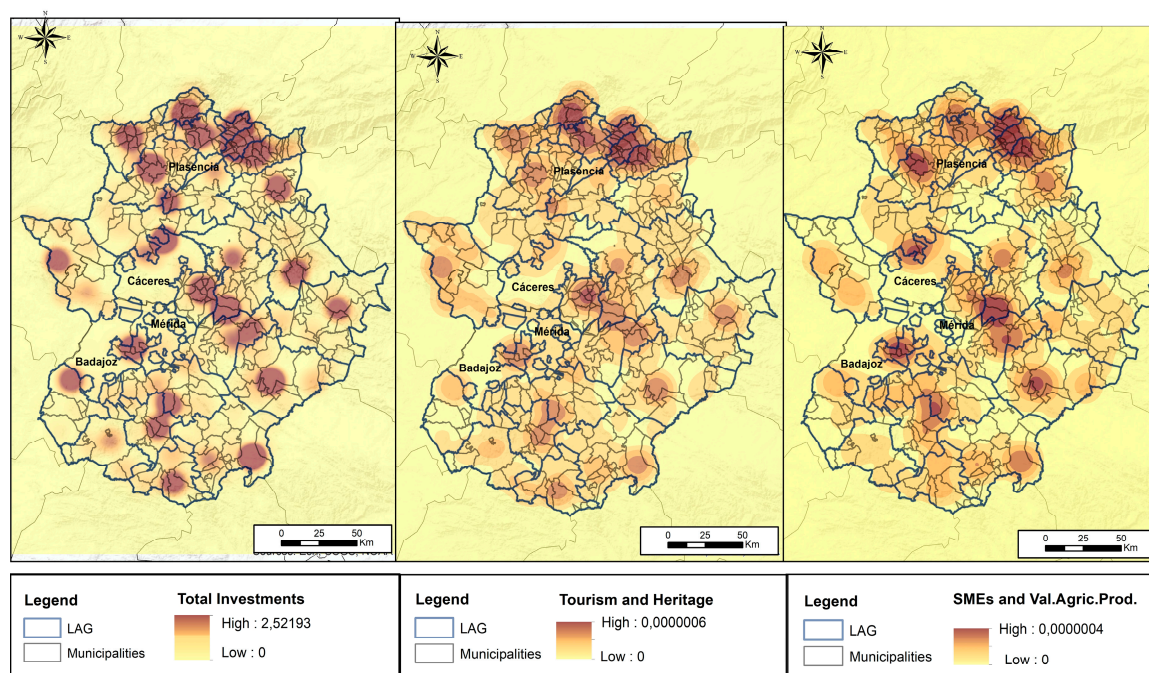 N
W E
S
N
W E
S
N
W E
S
Plasencia
Cáceres
Mérida
Badajoz
0 25 50
Km
Plasencia
Cáceres
Mérida
Badajoz
0 25 50
Km
Plasencia
Cáceres
Mérida
Badajoz
0 25 50
Km
Legend
LAG
Municipalities
Total Investments
High : 2,52193
Low : 0
Legend
LAG
Municipalities
Tourism and Heritage
High : 0,0000006
Low : 0
Legend
LAG
Municipalities
SMEs and Val.Agric.Prod.
High : 0,0000004
Low : 0